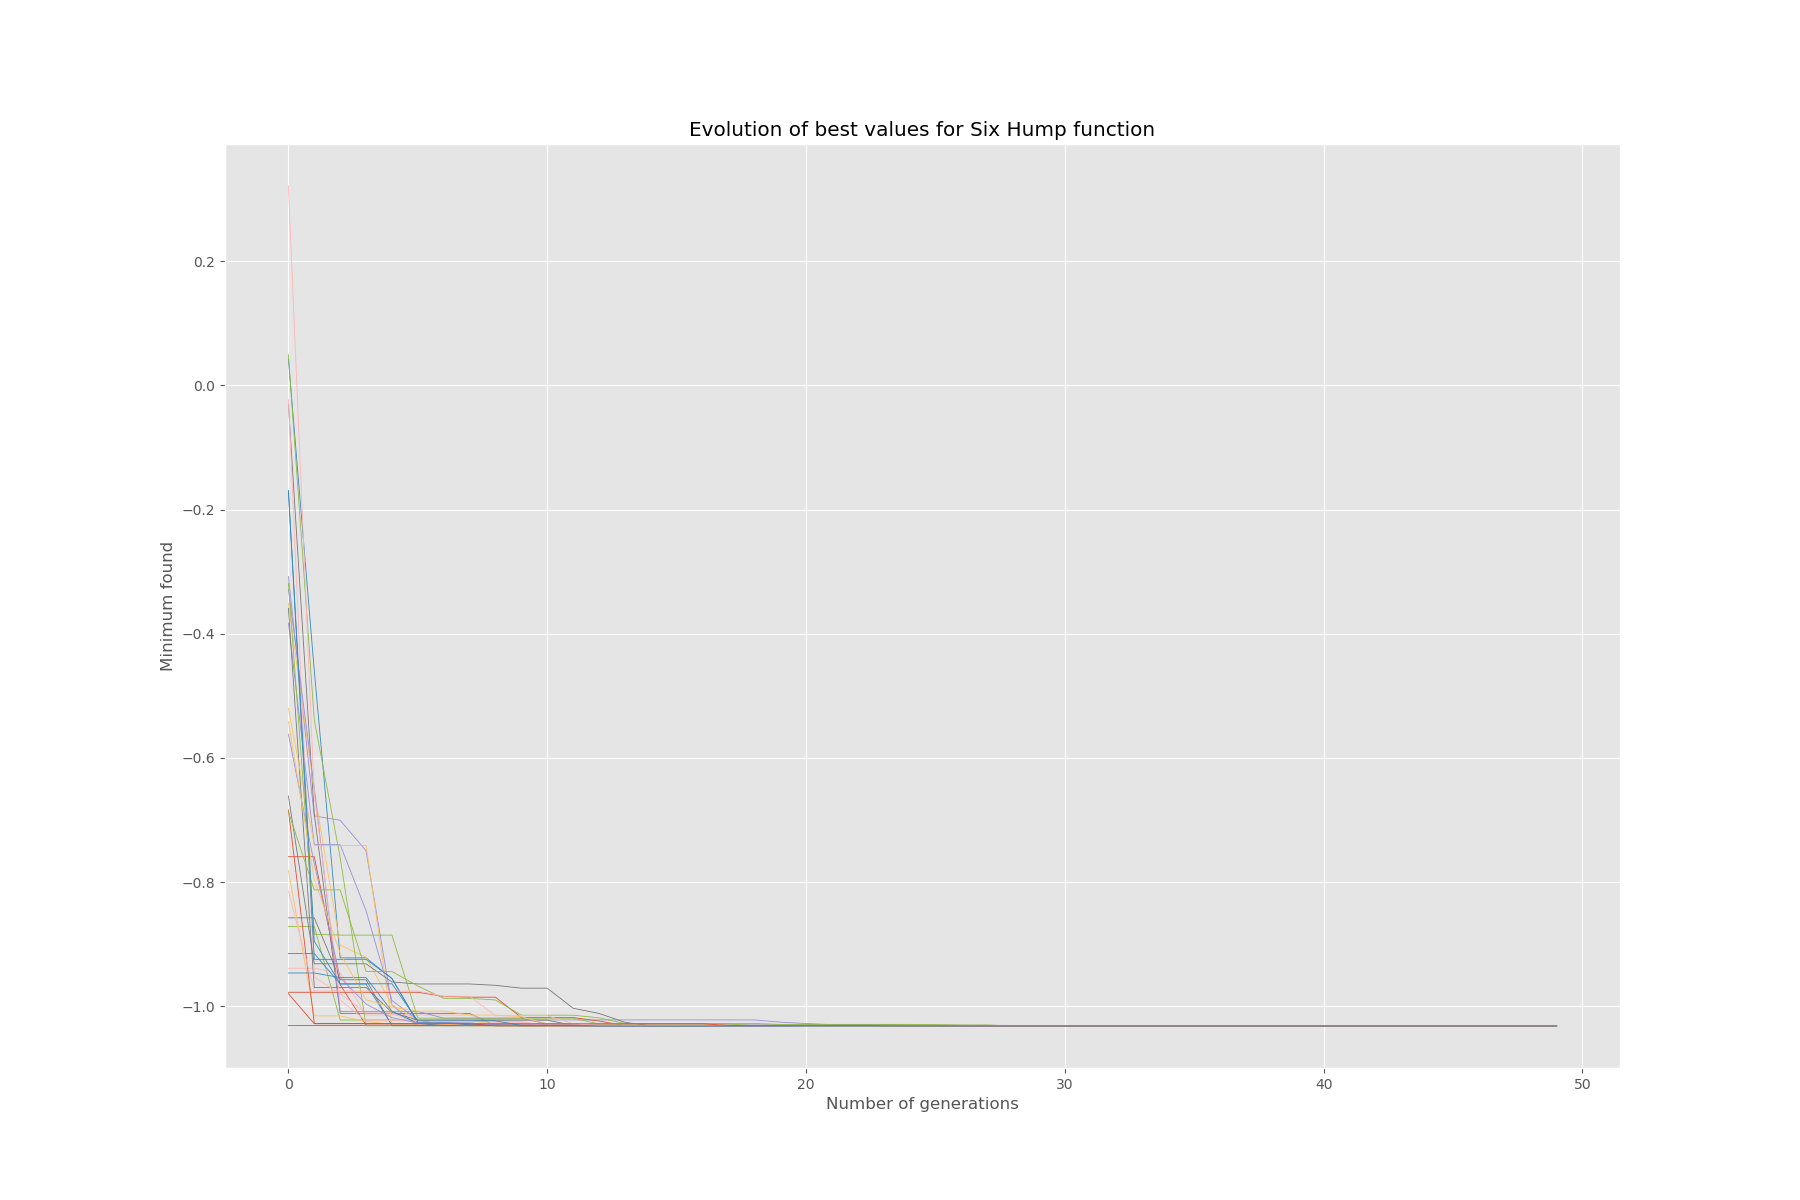 Evolution of best values for Six Hump function
0.2
0.0
−0.2
−0.4
−0.6
−0.8
−1.0
Minimum found
0 10 20 30 40 50
Number of generations